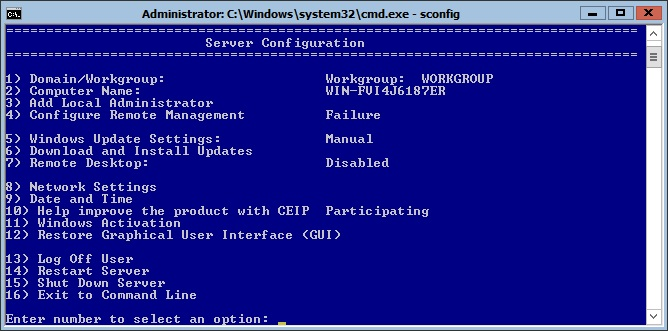 Administrator: C:\Windows\system32\cmd.exe - sconfig
===============================================================================
Server Configuration
===============================================================================
1) Domain/Workgroup: Workgroup: WORKGROUP
2) Computer Name: WIN-FVI4J6187ER
3) Add Local Administrator
4) Configure Remote Management Failure
5) Windows Update Settings: Manual
6) Download and Install Updates
7) Remote Desktop: Disabled
8) Network Settings
9) Date and Time
10) Help improve the product with CEIP Participating
11) Windows Activation
12) Restore Graphical User Interface (GUI)
13) Log Off User
14) Restart Server
15) Shut Down Server
16) Exit to Command Line
Enter number to select an option: _